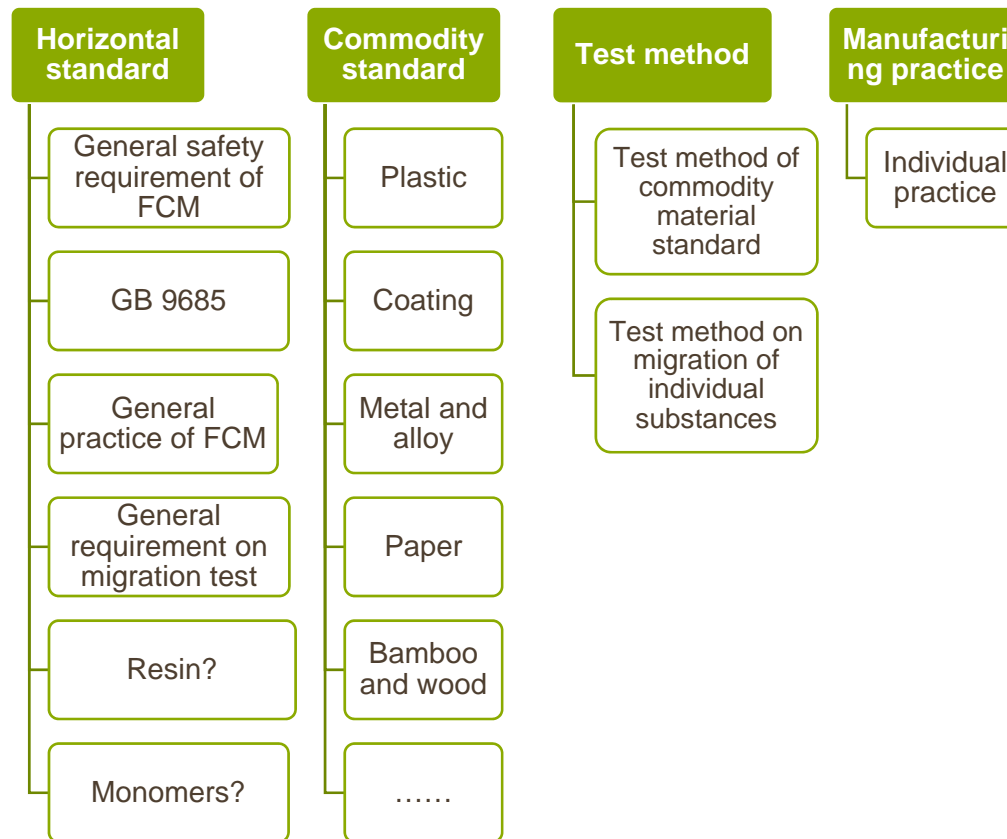 Horizontal
standard
General safety
requirement of
FCM
GB 9685
General
practice of FCM
General
requirement on
migration test
Resin?
Monomers?
Commodity
standard
Plastic
Coating
Metal and
alloy
Paper
Bamboo
and wood
……
Test method
Test method of
commodity
material
standard
Test method on
migration of
individual
substances
Manufacturi
ng practice
Individual
practice